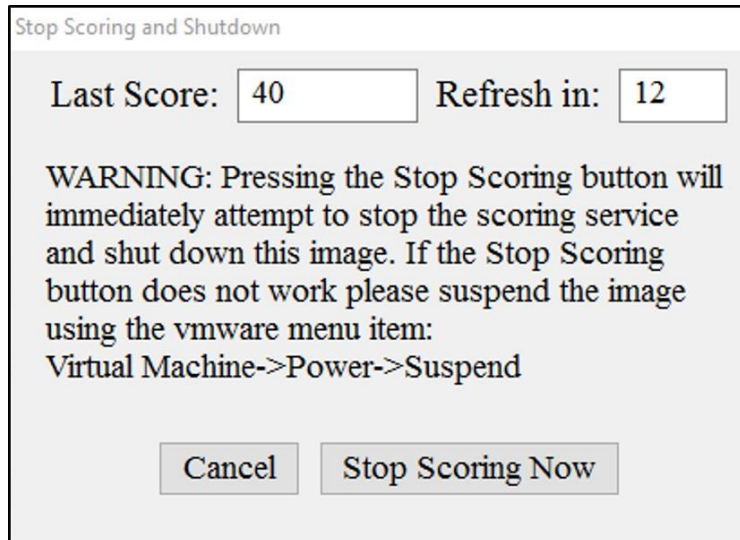 Stop Scoring and Shutdown
Last Score: 40 Refresh in: 12
WARNING: Pressing the Stop Scoring button will
immediately attempt to stop the scoring service
and shut down this image. If the Stop Scoring
button does not work please suspend the image
using the vmware menu item:
Virtual Machine->Power->Suspend
Cancel Stop Scoring Now